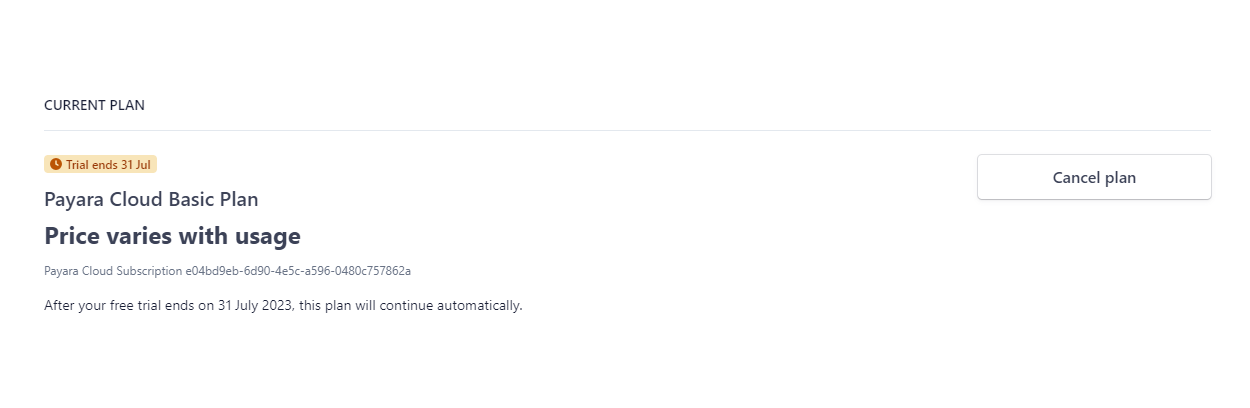 CURRENT PLAN
Trial ends 31 Jul
Cancel plan
Payara Cloud Basic Plan
Price varies with usage
Payara Cloud Subscription e04bd9eb-6d90-4e5c-a596-0480c757862a
After your free trial ends on 31 July 2023, this plan will continue automatically.